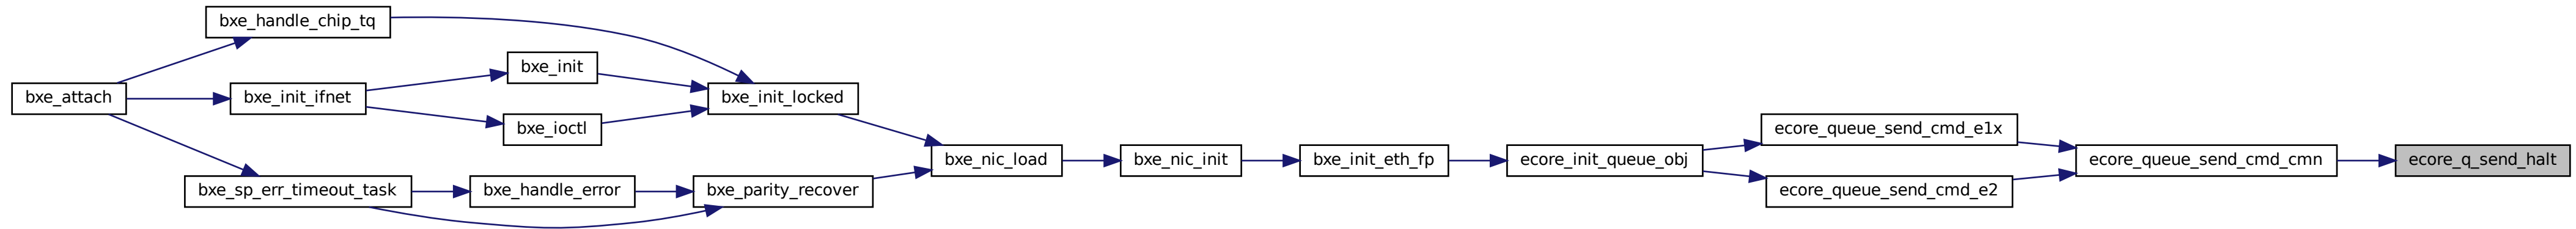 bxe_handle_chip_tq
bxe_init
bxe_attach
bxe_init_ifnet
bxe_init_locked
bxe_ioctl
ecore_queue_send_cmd_e1x
bxe_nic_load
bxe_nic_init
bxe_init_eth_fp
ecore_init_queue_obj
ecore_queue_send_cmd_cmn
ecore_q_send_halt
bxe_sp_err_timeout_task
bxe_handle_error
bxe_parity_recover
ecore_queue_send_cmd_e2